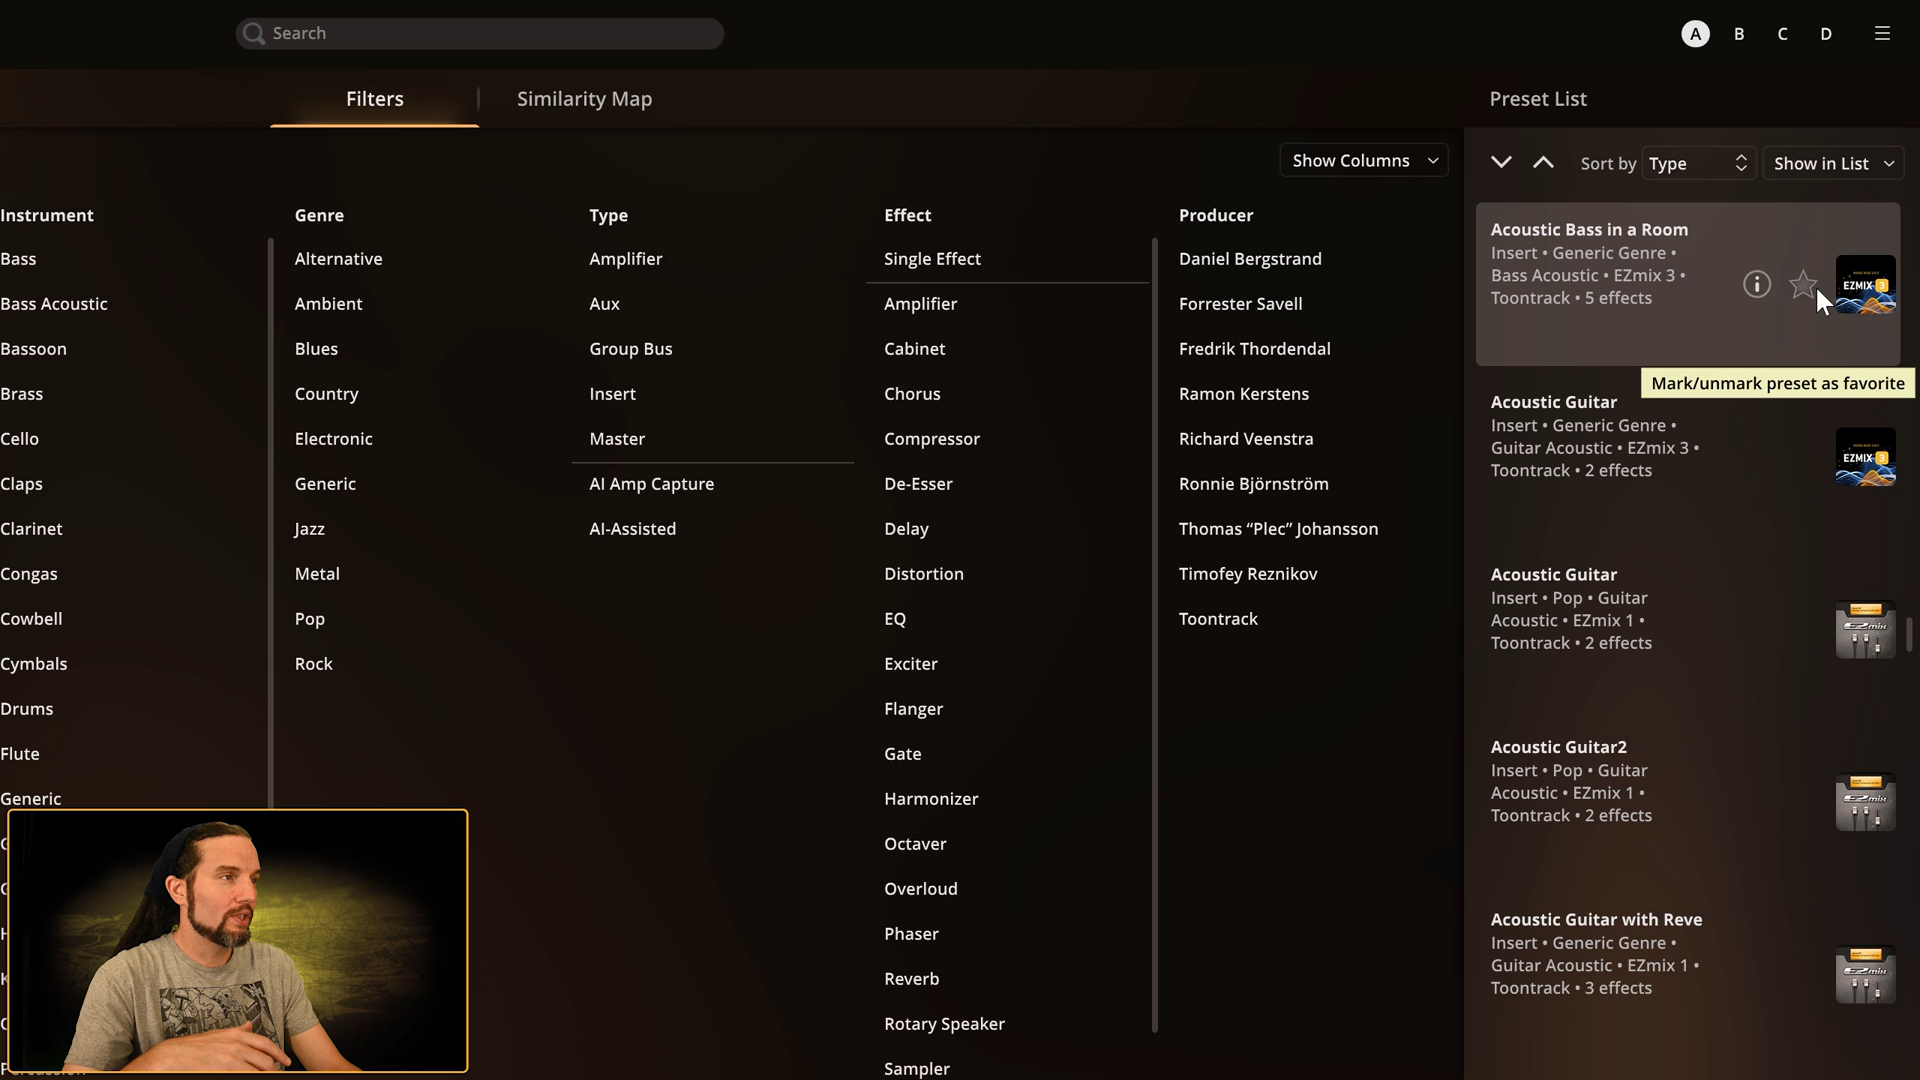 Search
A
B
C
D
Filters
Similarity Map
Preset List
Show Columns
Sort by
Type
Show in List
Instrument
Bass
Bass Acoustic
Bassoon
Brass
Cello
Claps
Clarinet
Congas
Cowbell
Cymbals
Drums
Flute
Generic
Genre
Alternative
Ambient
Blues
Country
Electronic
Generic
Jazz
Metal
Pop
Rock
Type
Amplifier
Aux
Group Bus
Insert
Master
AI Amp Capture
AI-Assisted
Effect
Single Effect
Amplifier
Cabinet
Chorus
Compressor
De-Esser
Delay
Distortion
EQ
Exciter
Flanger
Gate
Harmonizer
Octaver
Overloud
Phaser
Reverb
Rotary Speaker
Sampler
Producer
Daniel Bergstrand
Forrester Savell
Fredrik Thordendal
Ramon Kerstens
Richard Veenstra
Ronnie Björnström
Thomas “Plec” Johansson
Timofey Reznikov
Toontrack
Acoustic Bass in a Room
Insert • Generic Genre •
Bass Acoustic • EZmix 3 •
Toontrack • 5 effects
EZMIX 3
Mark/unmark preset as favorite
Acoustic Guitar
Insert • Generic Genre •
Guitar Acoustic • EZmix 3 •
Toontrack • 2 effects
EZMIX 3
Acoustic Guitar
Insert • Pop • Guitar
Acoustic • EZmix 1 •
Toontrack • 2 effects
EZmix
Acoustic Guitar2
Insert • Pop • Guitar
Acoustic • EZmix 1 •
Toontrack • 2 effects
EZmix
Acoustic Guitar with Reve
Insert • Generic Genre •
Guitar Acoustic • EZmix 1 •
Toontrack • 3 effects
EZmix